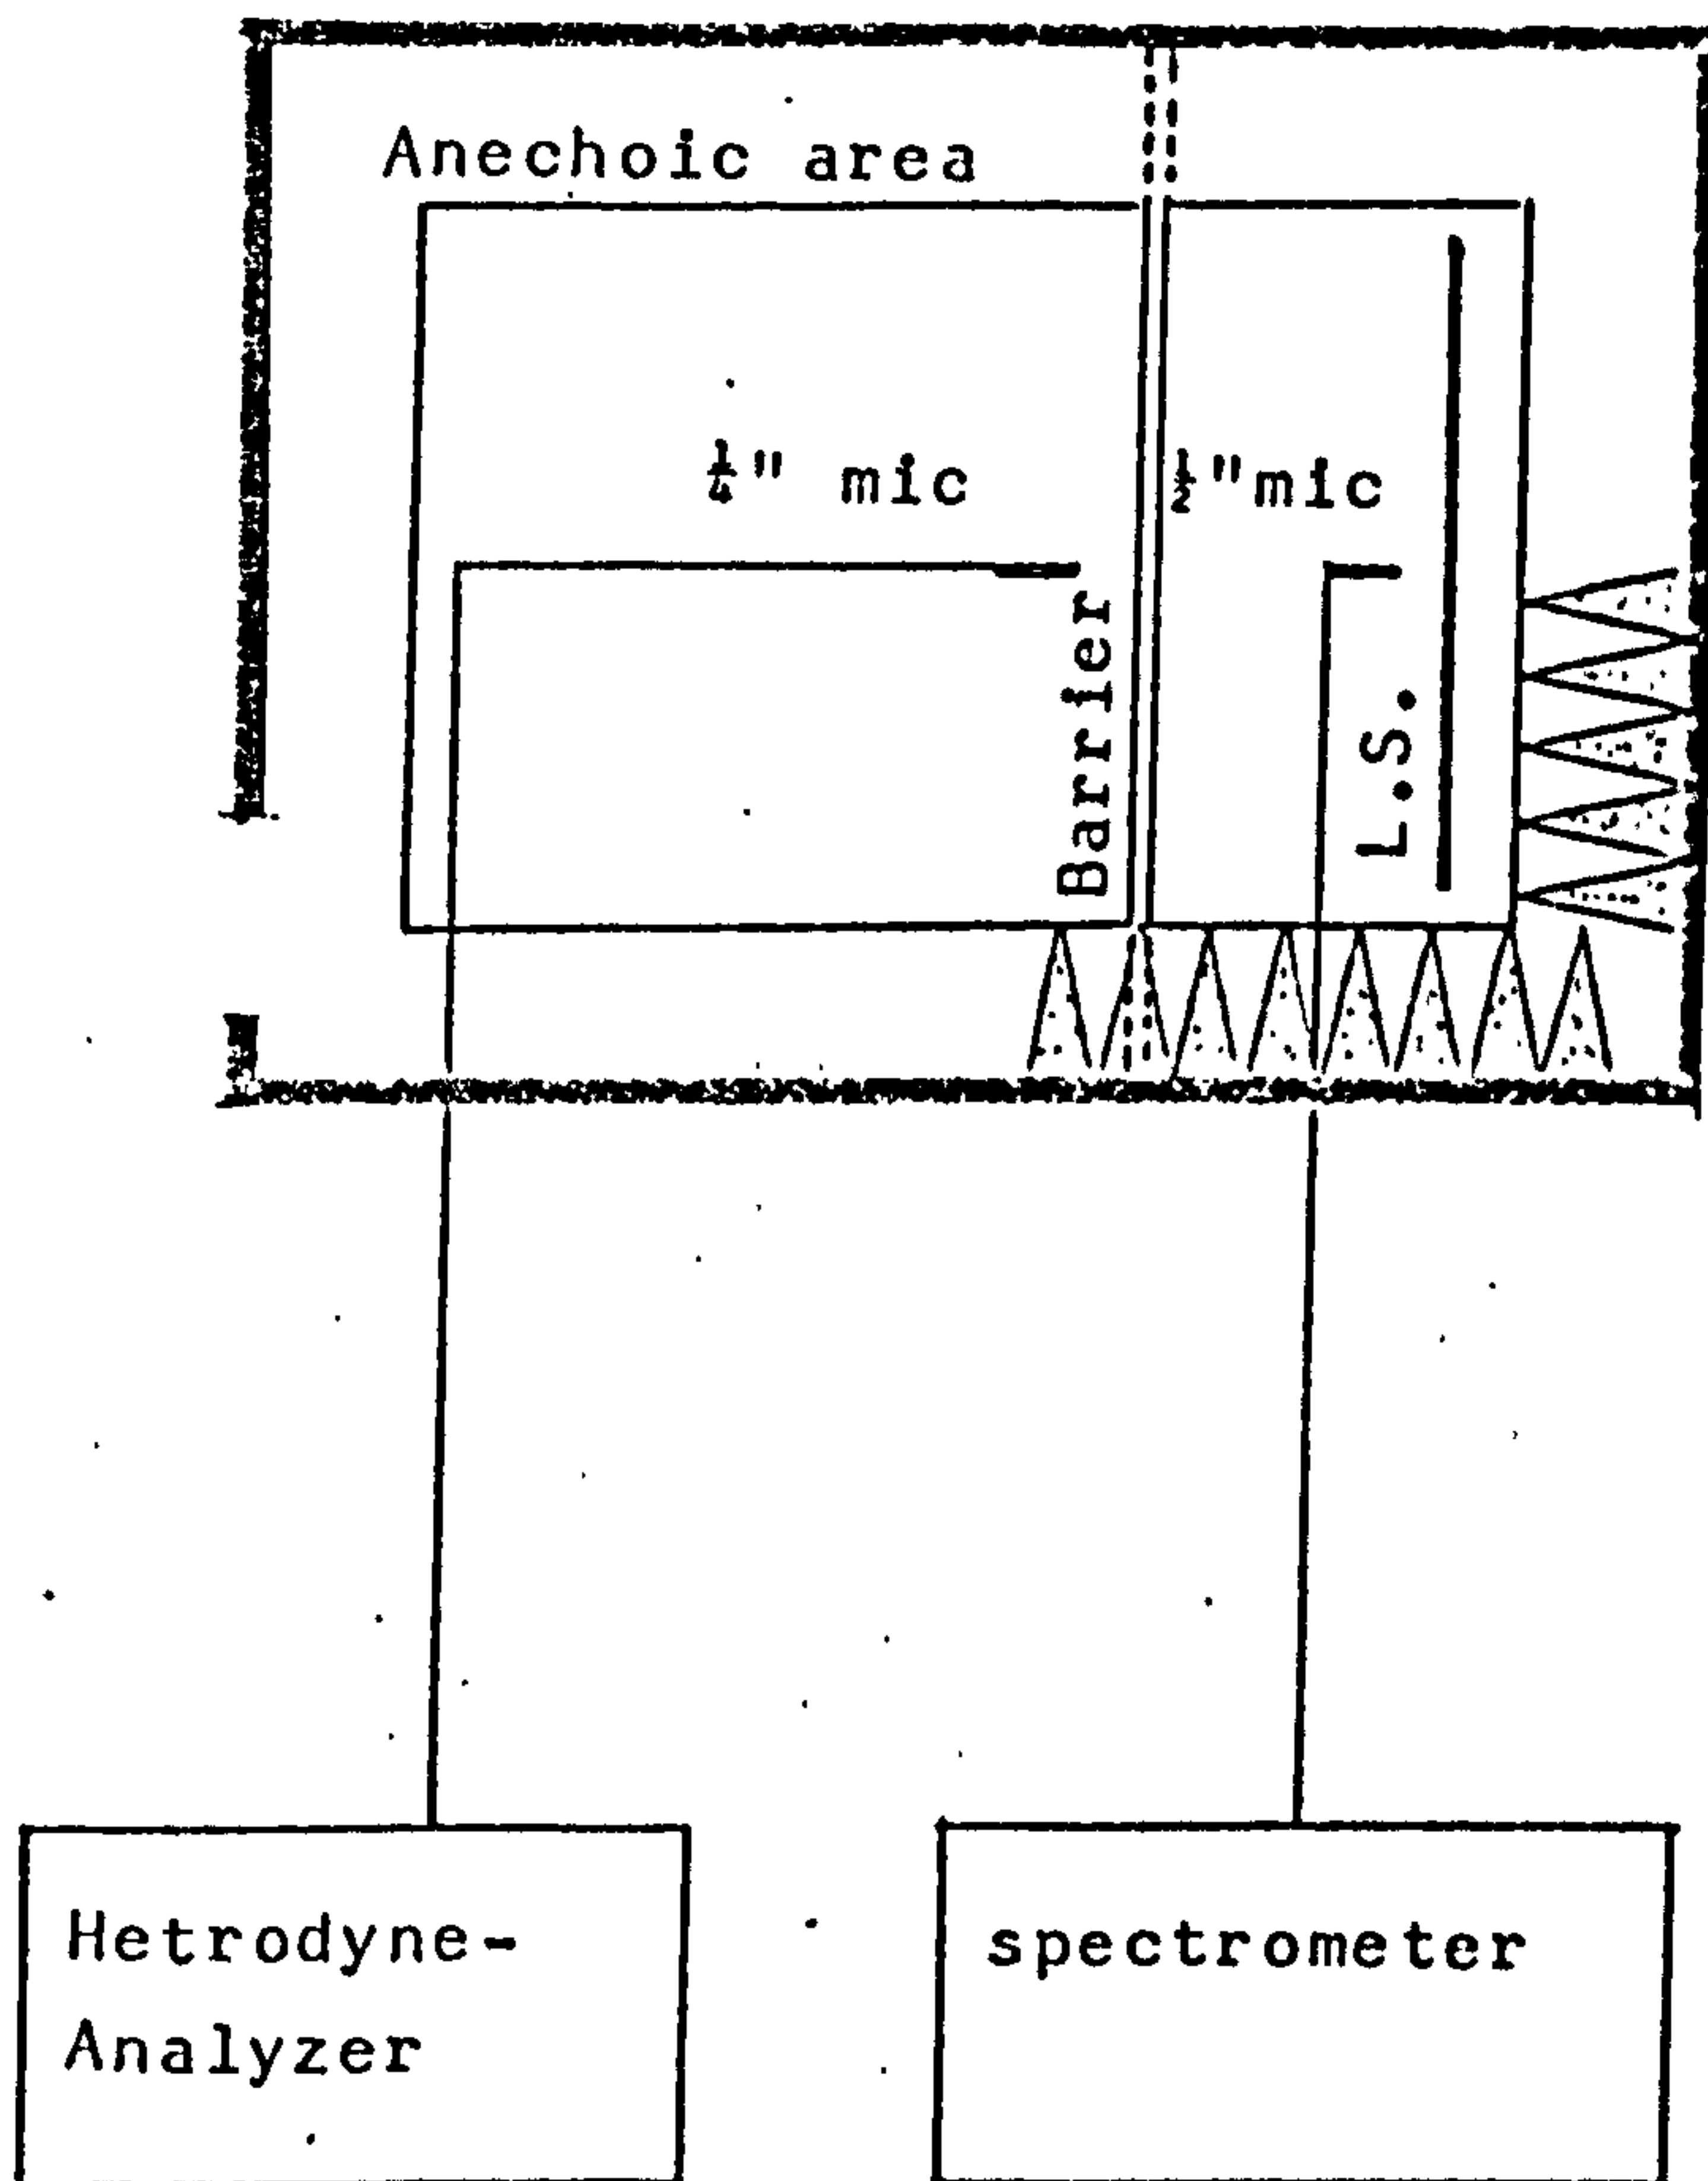 Anechoic area
¼" mic
½"mic
Barrier
L.S.
Hetrodyne-
Analyzer
spectrometer